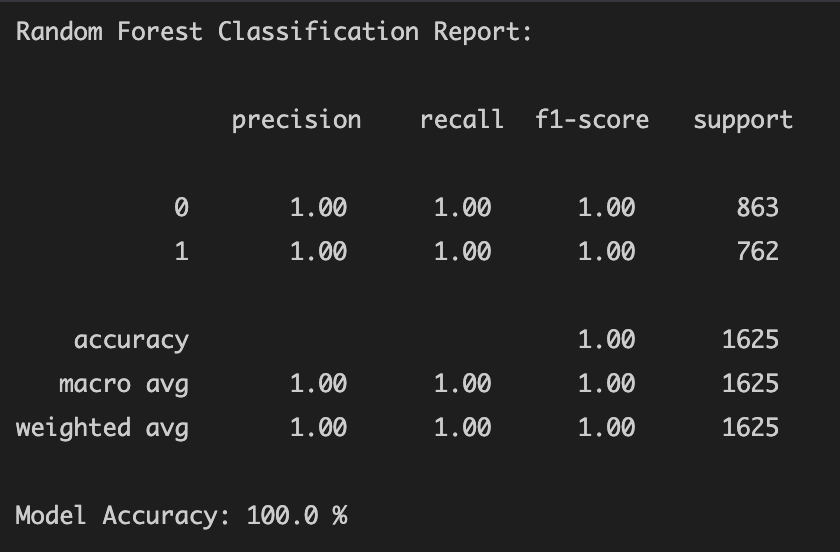 Random Forest Classification Report:
precision recall f1-score support
0 1.00 1.00 1.00 863
1 1.00 1.00 1.00 762
accuracy 1.00 1625
macro avg 1.00 1.00 1.00 1625
weighted avg 1.00 1.00 1.00 1625
Model Accuracy: 100.0 %